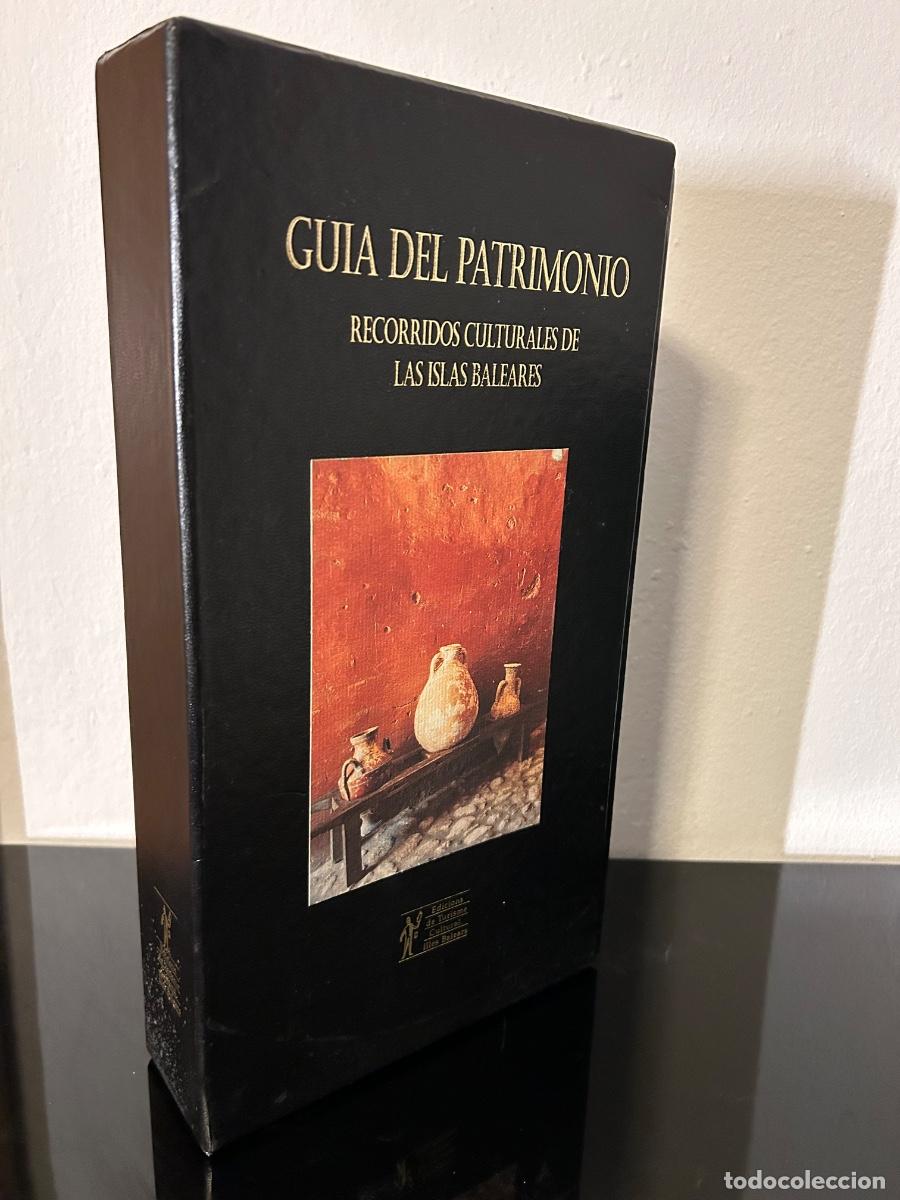 GUIA DEL PATRIMONIO
RECORRIDOS CULTURALES DE
LAS ISLAS BALEARES
Edicions
de Turisme
Cultural
illes Balears
todocoleccion